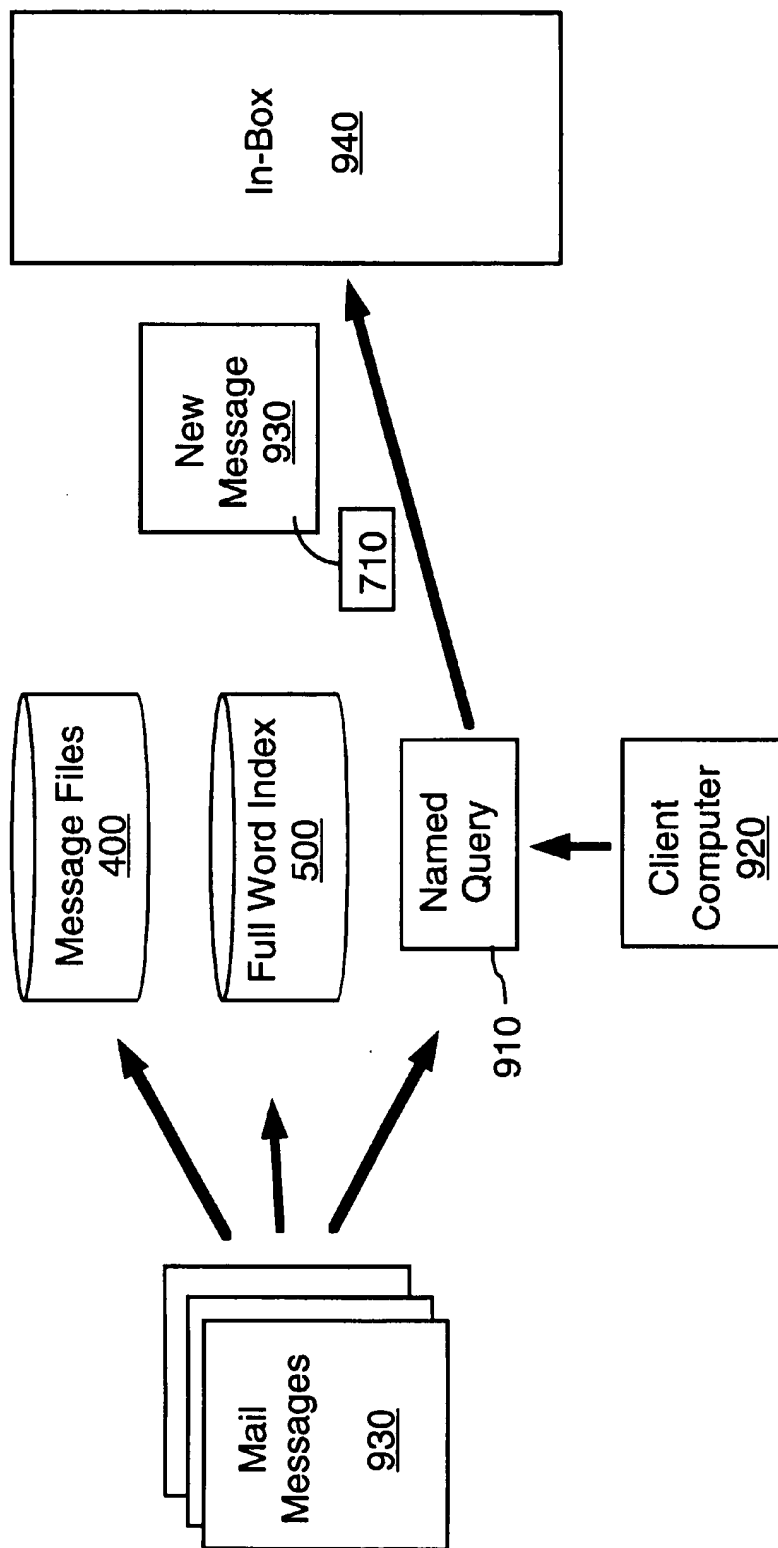 Mail
Messages
930
Message Files
400
Full Word Index
500
910
Named
Query
Client
Computer
920
New
Message
930
710
In-Box
940